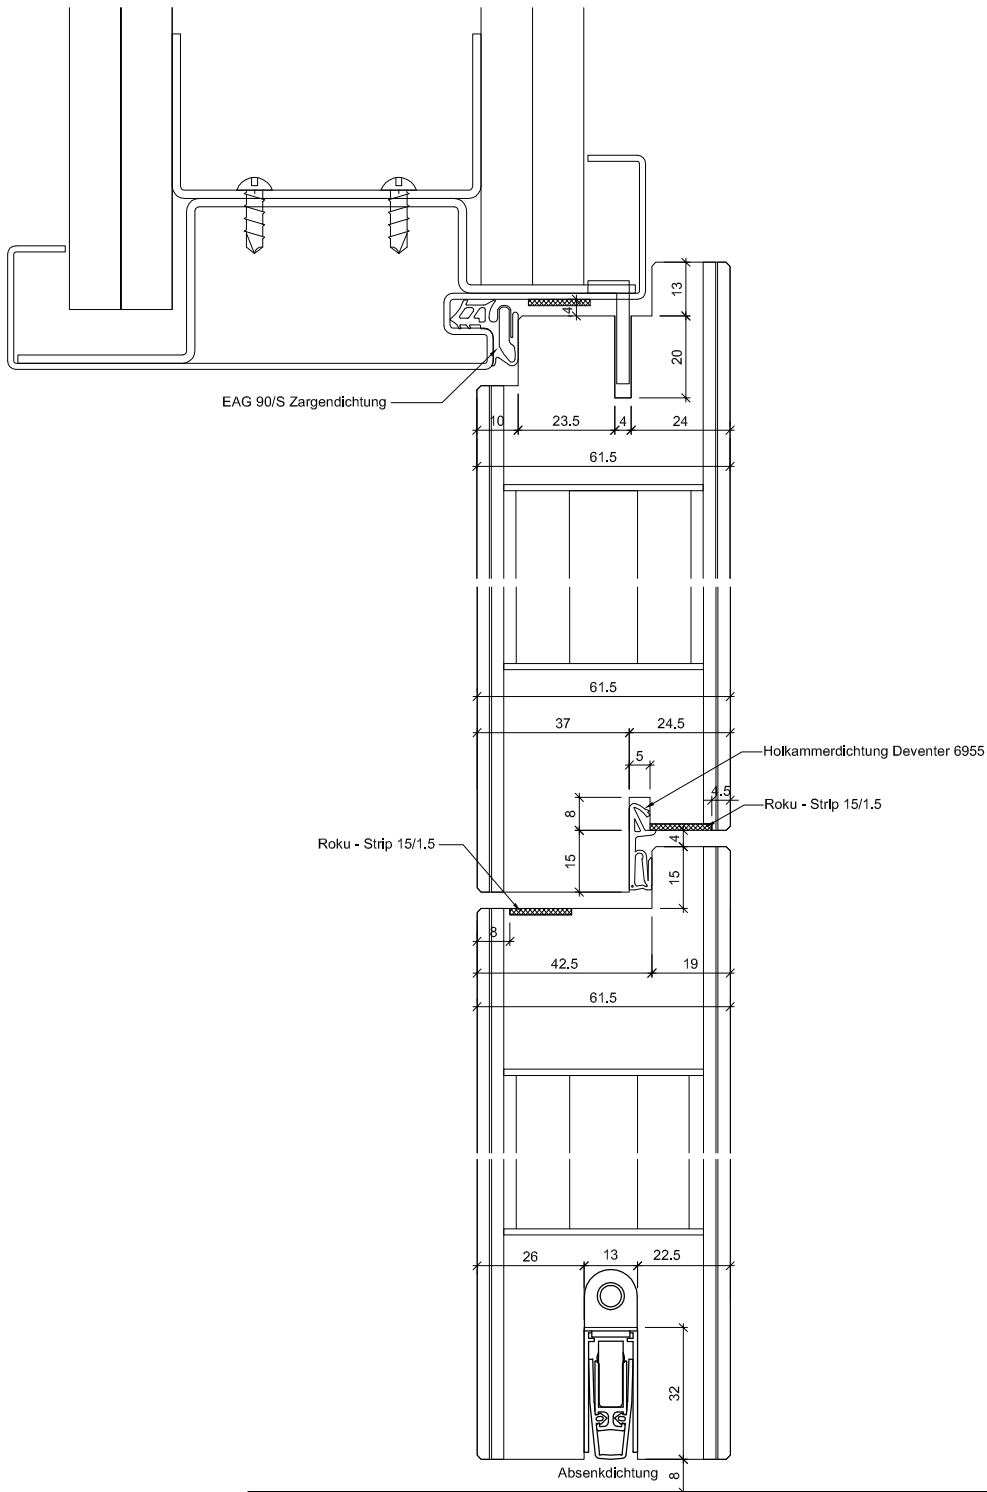 13
4
20
EAG 90/S Zargendichtung
10 23.5 4 24
61.5
61.5
37 24.5
Holkammerdichtung Deventer 6955
5
4.5
Roku - Strip 15/1.5
8
4
Roku - Strip 15/1.5
15
15
8
42.5 19
61.5
26 13 22.5
32
Absenkdichtung
8